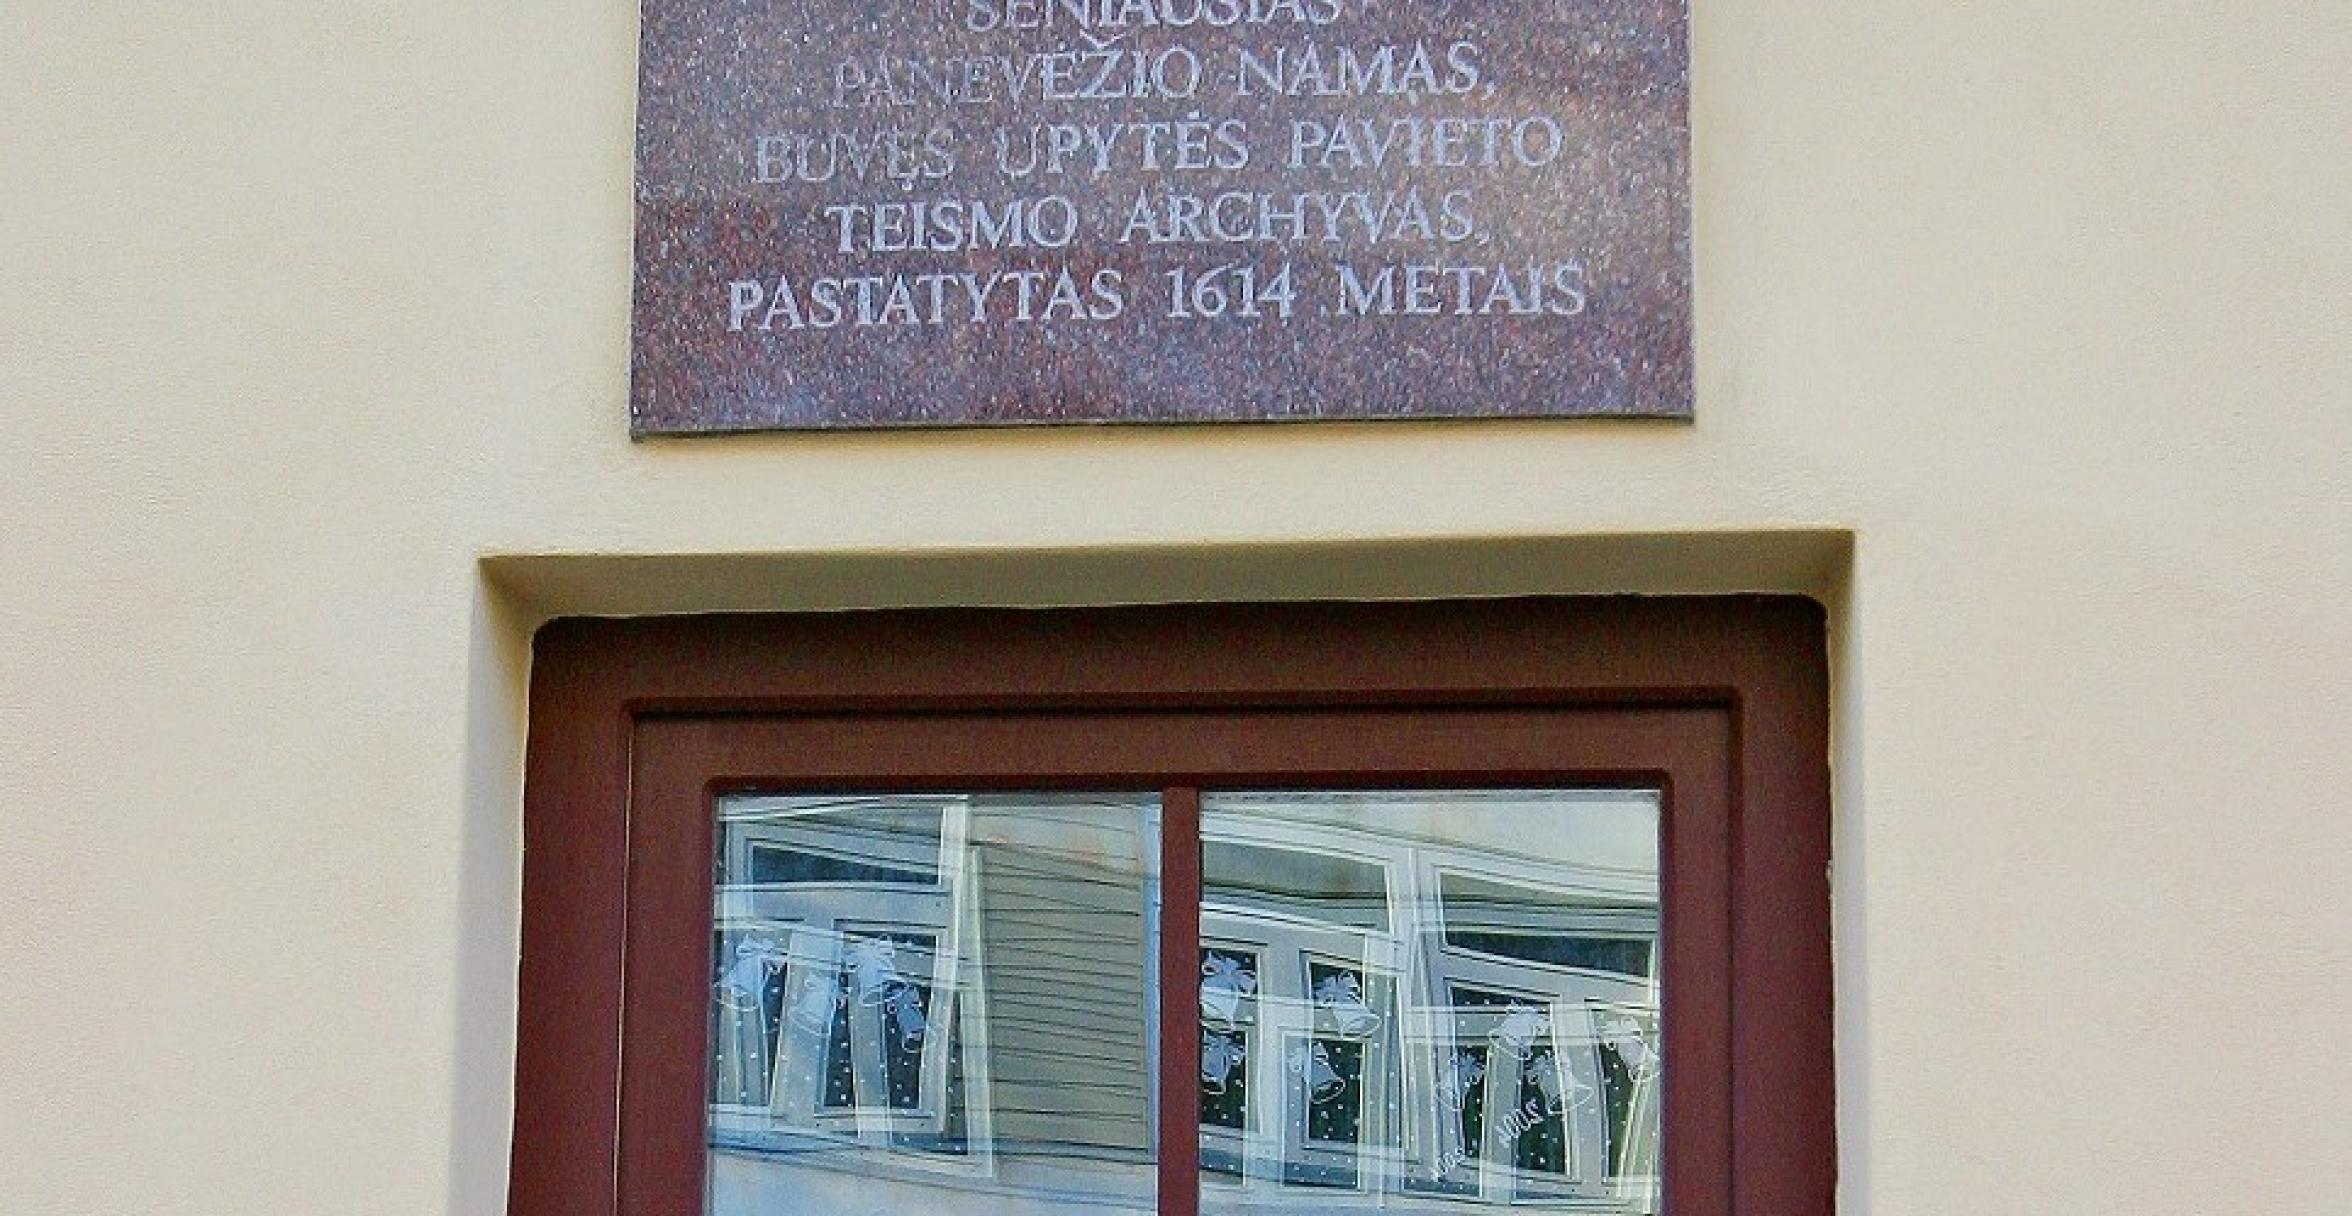 SENIAUSIAS
PANEVĖŽIO NAMAS,
BUVĘS UPYTĖS PAVIETO
TEISMO ARCHYVAS,
PASTATYTAS 1614 METAIS